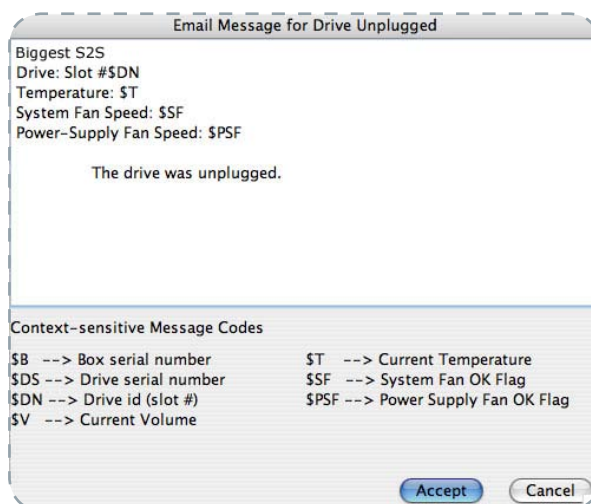 Email Message for Drive Unplugged
Biggest S2S
Drive: Slot #$DN
Temperature: $T
System Fan Speed: $SF
Power-Supply Fan Speed: $PSF
The drive was unplugged.
Context-sensitive Message Codes
$B --> Box serial number
$DS --> Drive serial number
$DN --> Drive id (slot #)
$V --> Current Volume
$T --> Current Temperature
$SF --> System Fan OK Flag
$PSF --> Power Supply Fan OK Flag
Accept
Cancel